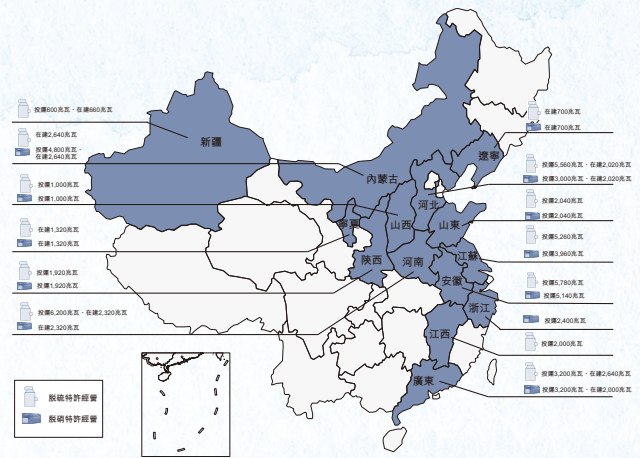 投運600兆瓦、在建660兆瓦
在建2,640兆瓦
投運4,800兆瓦、
在建2,640兆瓦
投運1,000兆瓦
投運1,000兆瓦
在建1,320兆瓦
在建1,320兆瓦
投運1,920兆瓦
投運1,920兆瓦
投運6,200兆瓦、在建2,320兆瓦
在建2,320兆瓦
新疆
內蒙古
寧夏
陝西
山西
河北
河南
山東
遼寧
江蘇
安徽
浙江
江西
廣東
在建700兆瓦
在建700兆瓦
投運5,560兆瓦、在建2,020兆瓦
投運3,000兆瓦、在建2,020兆瓦
投運2,040兆瓦
投運2,040兆瓦
投運5,260兆瓦
投運3,960兆瓦
投運5,780兆瓦
投運5,140兆瓦
投運2,400兆瓦
投運2,000兆瓦
投運3,200兆瓦、在建2,640兆瓦
投運3,200兆瓦、在建2,000兆瓦
脱硫特許經營
脱硝特許經營